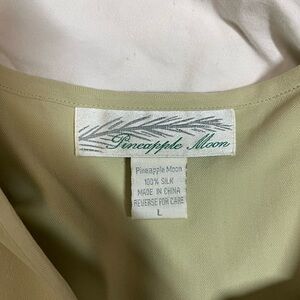 Pineapple Moon
Pineapple Moon
100% SILK
MADE IN CHINA
REVERSE FOR CARE
L